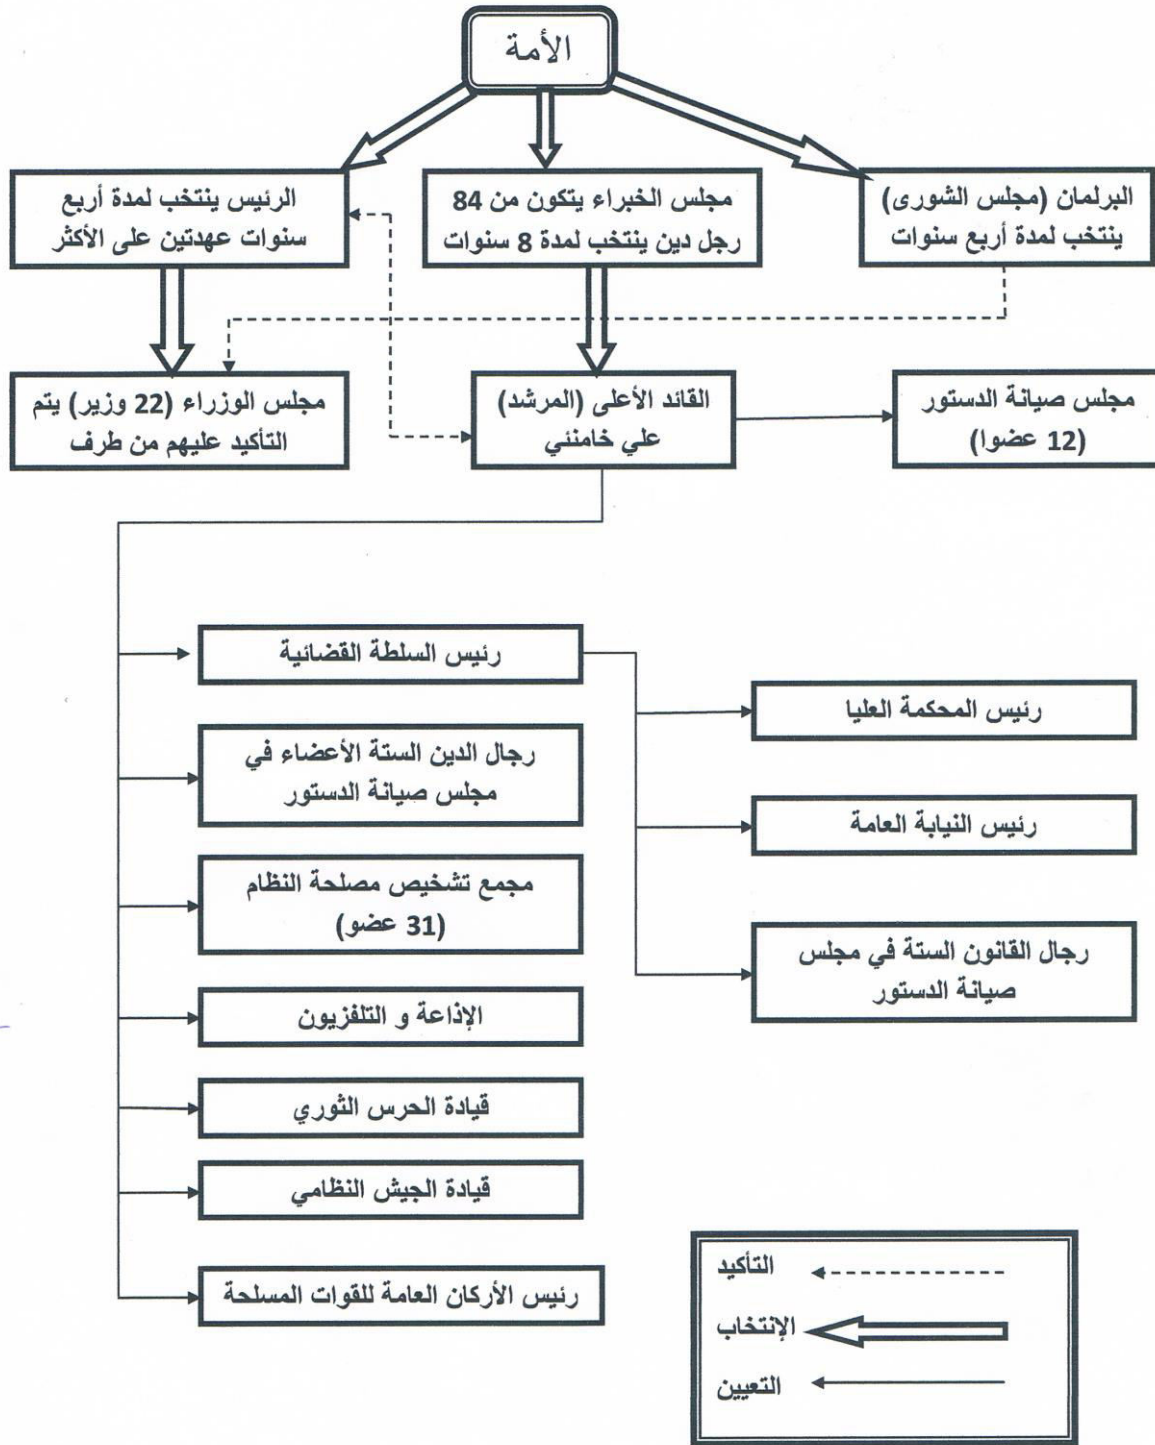 الأمة
البرلمان (مجلس الشورى)
ينتخب لمدة أربع سنوات
مجلس الخبراء يتكون من 84
رجل دين ينتخب لمدة 8 سنوات
الرئيس ينتخب لمدة أربع
سنوات عهدتين على الأكثر
مجلس صيانة الدستور
(12 عضوا)
القائد الأعلى (المرشد)
علي خامنئي
مجلس الوزراء (22 وزير) يتم
التأكيد عليهم من طرف
رئيس السلطة القضائية
رجال الدين الستة الأعضاء في
مجلس صيانة الدستور
مجمع تشخيص مصلحة النظام
(31 عضو)
الإذاعة و التلفزيون
قيادة الحرس الثوري
قيادة الجيش النظامي
رئيس الأركان العامة للقوات المسلحة
رئيس المحكمة العليا
رئيس النيابة العامة
رجال القانون الستة في مجلس
صيانة الدستور
التأكيد
الإنتخاب
التعيين